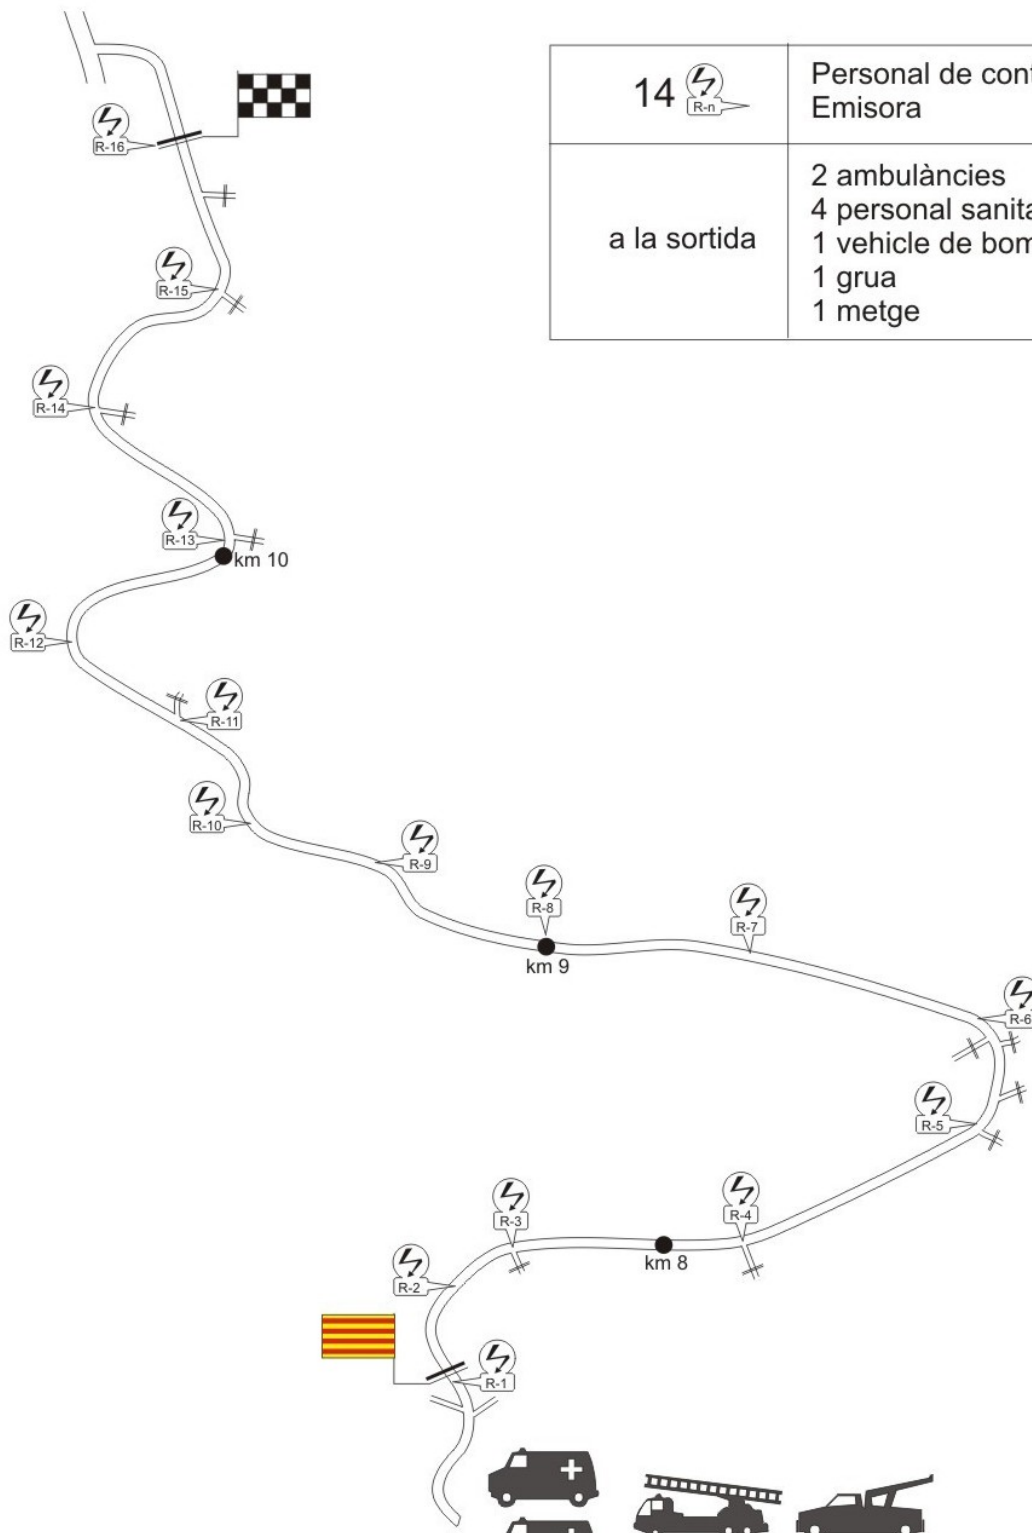 14 R-n
Personal de cont
Emisora
a la sortida
2 ambulàncies
4 personal sanita
1 vehicle de bom
1 grua
1 metge
R-16
R-15
R-14
R-13
km 10
R-12
R-11
R-10
R-9
R-8
km 9
R-7
R-6
R-5
R-4
R-3
km 8
R-2
R-1